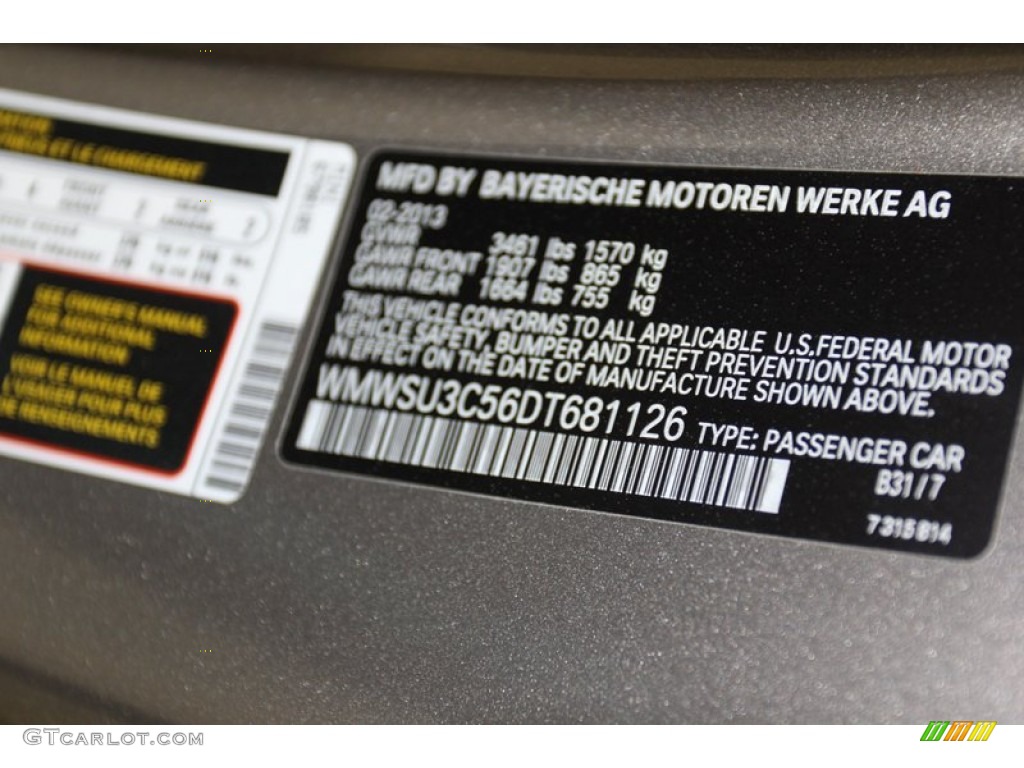 ET LE CHARGEMENT
SEE OWNER'S MANUAL
FOR ADDITIONAL
INFORMATION
VOIR LE MANUEL DE
L'USAGER POUR PLUS
DE RENSEIGNEMENTS
MFD BY BAYERISCHE MOTOREN WERKE AG
02-2013
GVWR 3461 lbs 1570 kg
GAWR FRONT 1907 lbs 865 kg
GAWR REAR 1664 lbs 755 kg
THIS VEHICLE CONFORMS TO ALL APPLICABLE U.S.FEDERAL MOTOR
VEHICLE SAFETY, BUMPER AND THEFT PREVENTION STANDARDS
IN EFFECT ON THE DATE OF MANUFACTURE SHOWN ABOVE.
WMWSU3C56DT681126 TYPE: PASSENGER CAR
B31/7
7315814
GTCARLOT.COM